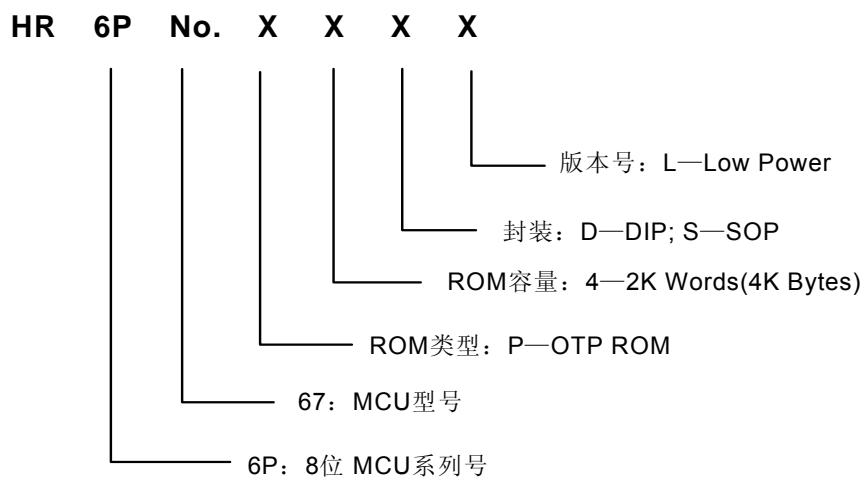 HR 6P No. X X X X
版本号：L—Low Power
封装：D—DIP; S—SOP
ROM容量：4—2K Words(4K Bytes)
ROM类型：P—OTP ROM
67：MCU型号
6P：8位 MCU系列号